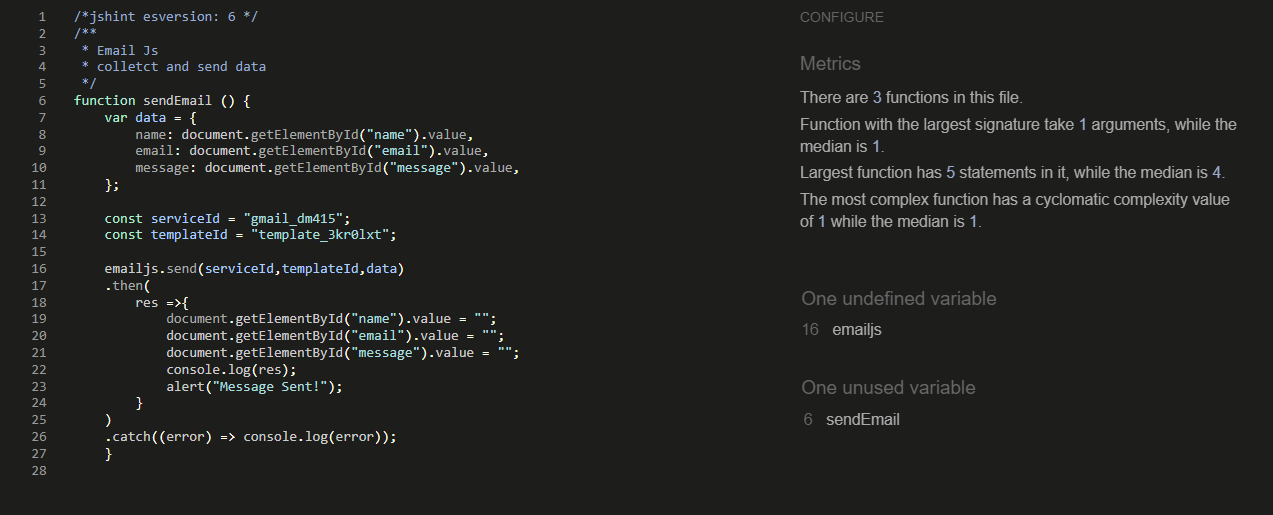 1 /*jshint esversion: 6 */
2 /**
3  * Email Js
4  * colletct and send data
5  */
6 function sendEmail () {
7     var data = {
8         name: document.getElementById("name").value,
9         email: document.getElementById("email").value,
10         message: document.getElementById("message").value,
11     };
12
13     const serviceId = "gmail_dm415";
14     const templateId = "template_3kr0lxt";
15
16     emailjs.send(serviceId,templateId,data)
17     .then(
18         res =>{
19             document.getElementById("name").value = "";
20             document.getElementById("email").value = "";
21             document.getElementById("message").value = "";
22             console.log(res);
23             alert("Message Sent!");
24         }
25     )
26     .catch((error) => console.log(error));
27     }
28
CONFIGURE
Metrics
There are 3 functions in this file.
Function with the largest signature take 1 arguments, while the
median is 1.
Largest function has 5 statements in it, while the median is 4.
The most complex function has a cyclomatic complexity value
of 1 while the median is 1.
One undefined variable
16 emailjs
One unused variable
6 sendEmail